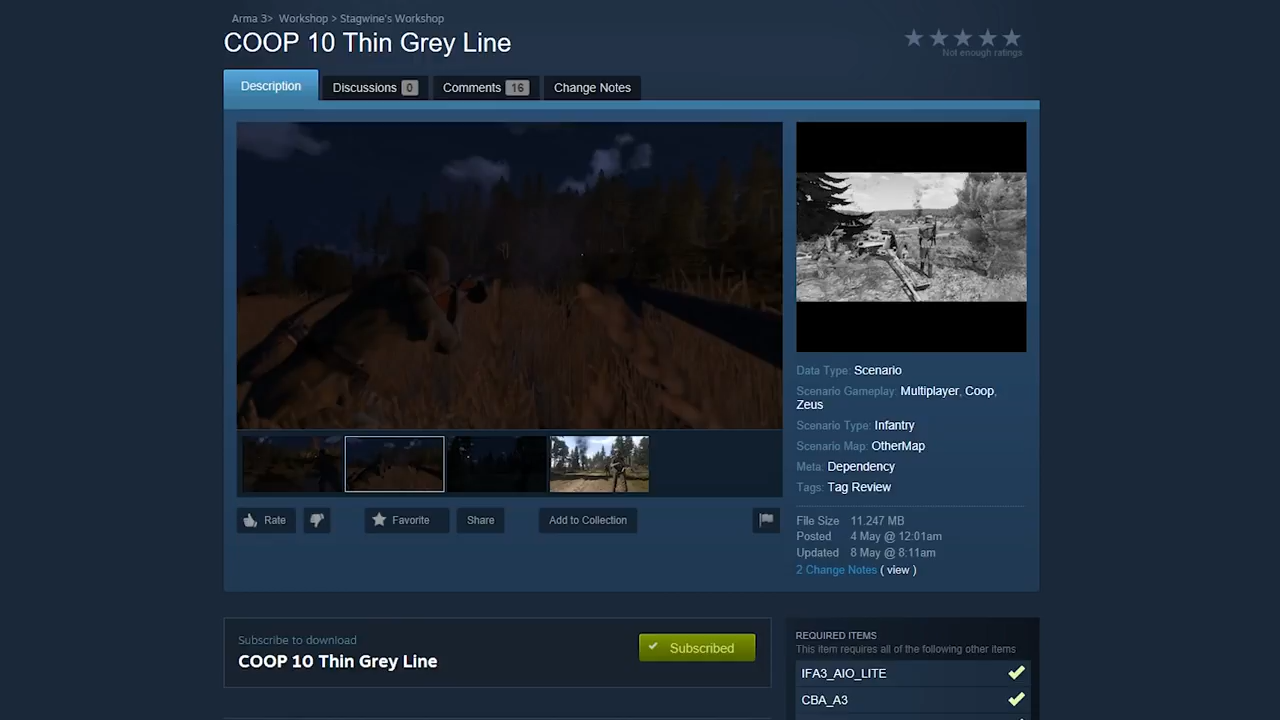 Arma 3> Workshop > Stagwine's Workshop
COOP 10 Thin Grey Line
Not enough ratings
Description
Discussions 0
Comments 16
Change Notes
Data Type: Scenario
Scenario Gameplay: Multiplayer, Coop,
Zeus
Scenario Type: Infantry
Scenario Map: OtherMap
Meta: Dependency
Tags: Tag Review
Rate
Favorite
Share
Add to Collection
File Size 11.247 MB
Posted 4 May @ 12:01am
Updated 8 May @ 8:11am
2 Change Notes ( view )
Subscribe to download
COOP 10 Thin Grey Line
Subscribed
REQUIRED ITEMS
This item requires all of the following other items
IFA3_AIO_LITE
CBA_A3